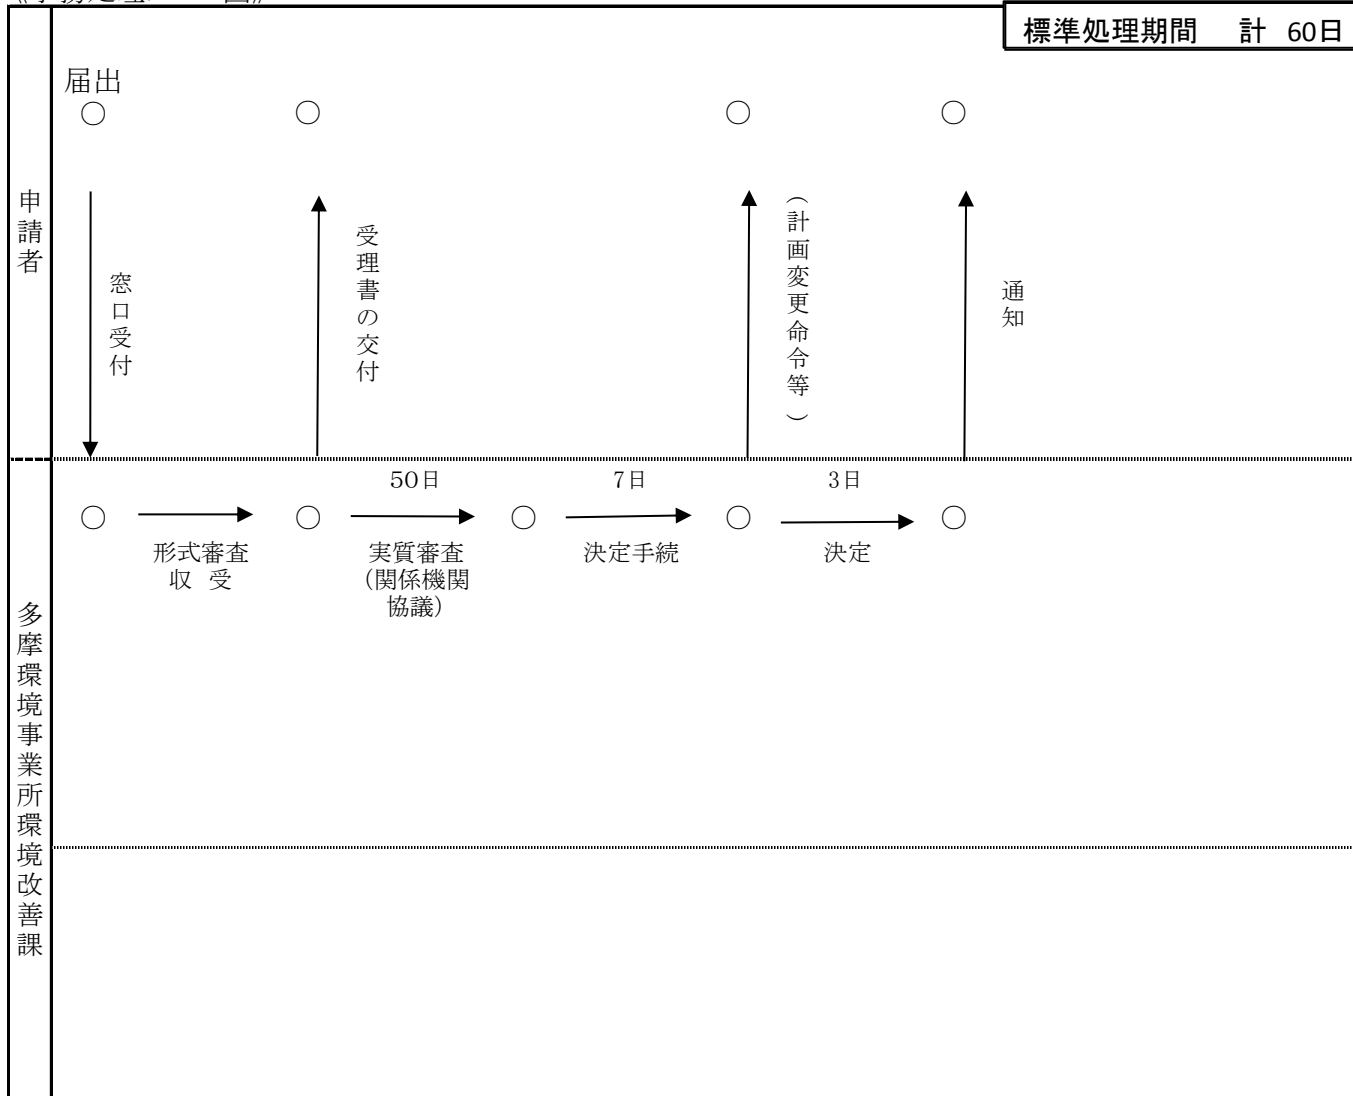 標準処理期間 計 60日
届出
申請者
窓口受付
受理書の交付
（計画変更命令等）
通知
50日
7日
3日
形式審査
収 受
実質審査
（関係機関
協議）
決定手続
決定
多摩環境事業所環境改善課